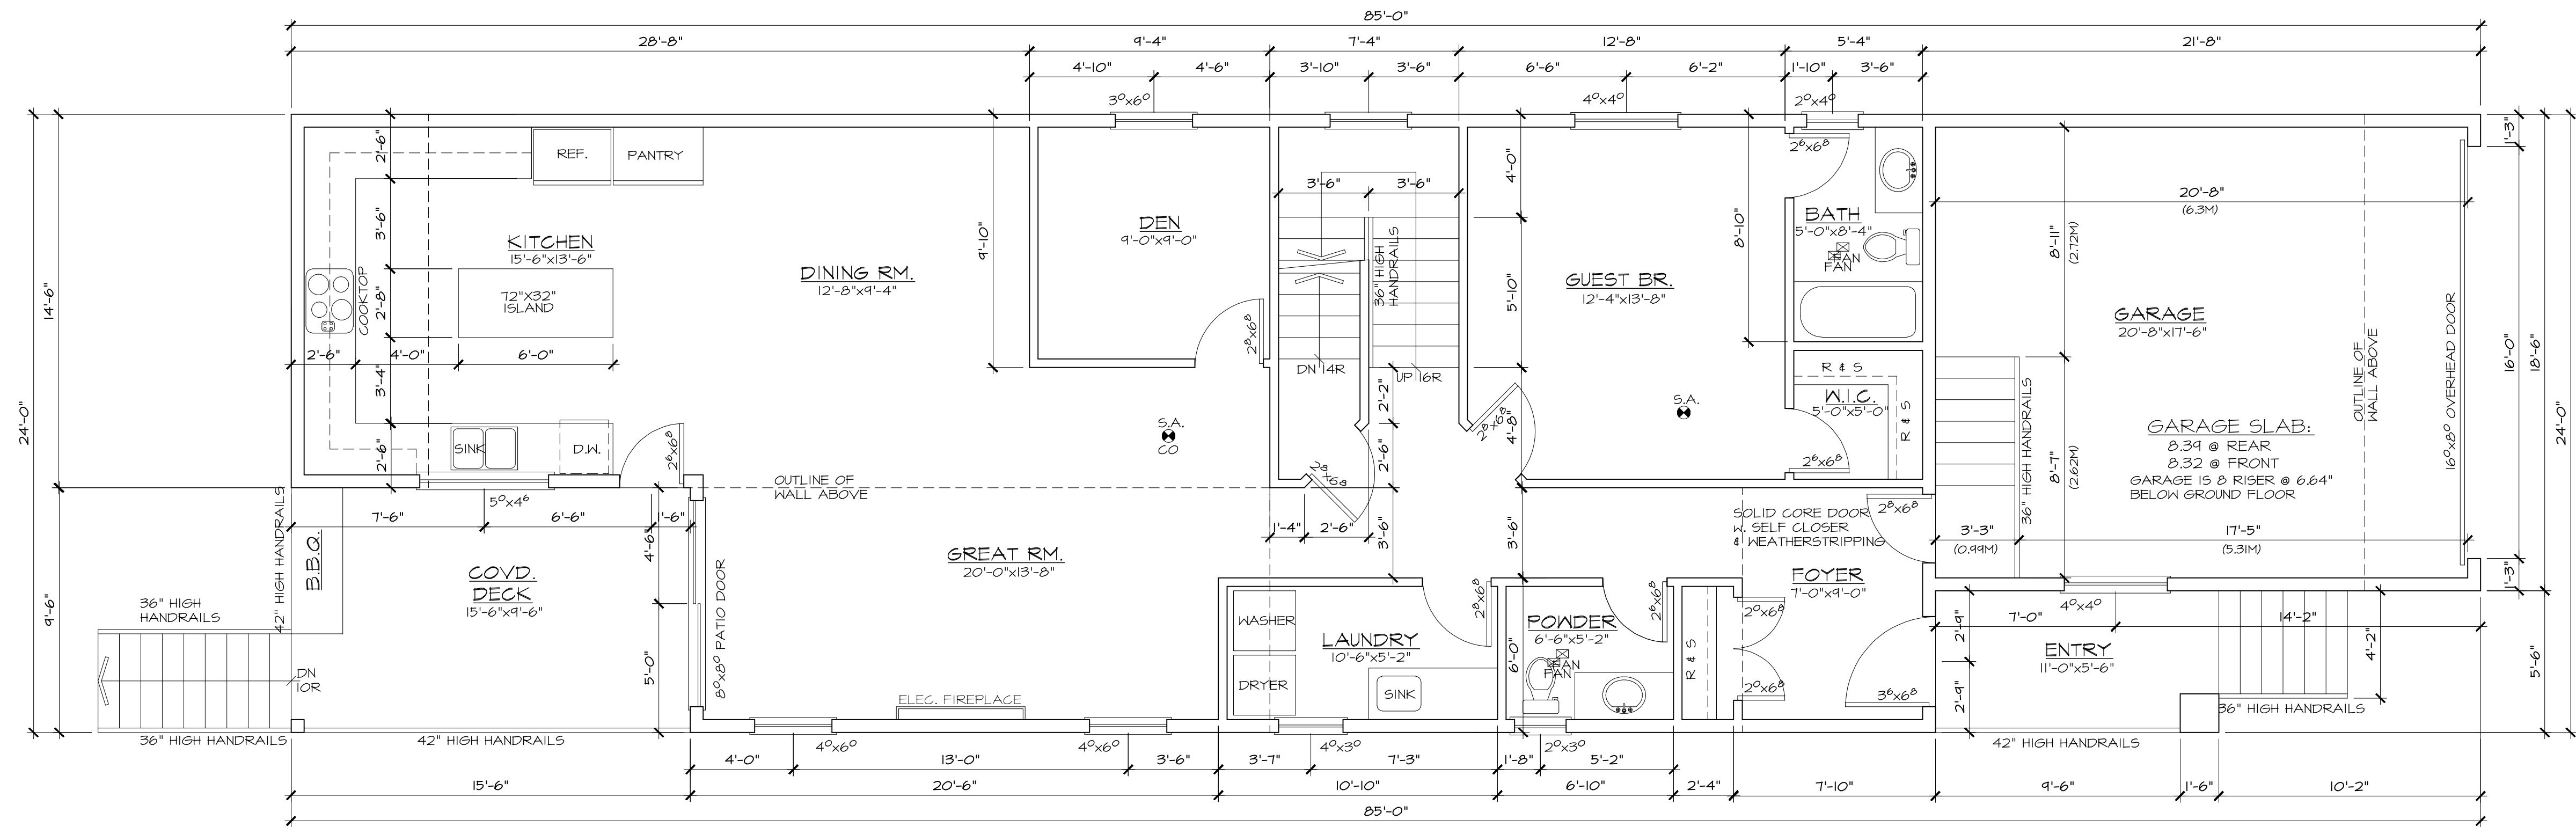 85'-0"
28'-8" 9'-4" 7'-4" 12'-8" 5'-4" 21'-8"
4'-10" 4'-6" 3'-10" 3'-6" 6'-6" 6'-2" 1'-10" 3'-6"
3⁰x6⁰ 4⁰x4⁰ 2⁰x4⁰
24'-0"
14'-6"
9'-6"
2'-6"
3'-6"
2'-8"
3'-4"
2'-6"
REF.
PANTRY
KITCHEN
15'-6"x13'-6"
COOKTOP
72"X32"
ISLAND
2'-6" 4'-0" 6'-0"
SINK
D.W.
2⁶x6⁸
5⁰x4⁶
DINING RM.
12'-8"x9'-4"
9'-10"
DEN
9'-0"x9'-0"
2⁸x6⁸
S.A.
CO
3'-6" 3'-6"
36" HIGH
HANDRAILS
DN 14R
UP 16R
2'-2"
2'-6"
3'-6"
2⁸x6⁸
1'-4" 2'-6"
4'-0"
5'-10"
4'-8"
3'-6"
2⁸x6⁸
GUEST BR.
12'-4"x13'-8"
S.A.
8'-10"
2⁶x6⁸
BATH
5'-0"x8'-4"
FAN
FAN
R & S
W.I.C.
5'-0"x5'-0"
R & S
2⁶x6⁸
20'-8"
(6.3M)
8'-11"
(2.72M)
8'-7"
(2.62M)
GARAGE
20'-8"x17'-6"
OUTLINE OF
WALL ABOVE
16⁰x8⁰ OVERHEAD DOOR
GARAGE SLAB:
8.39 @ REAR
8.32 @ FRONT
GARAGE IS 8 RISER @ 6.64"
BELOW GROUND FLOOR
36" HIGH HANDRAILS
3'-3"
(0.99M)
17'-5"
(5.31M)
1'-3"
16'-0"
1'-3"
18'-6"
5'-6"
24'-0"
OUTLINE OF
WALL ABOVE
7'-6" 6'-6" 1'-6"
4'-6"
5'-0"
42" HIGH HANDRAILS
B.B.Q.
COVD.
DECK
15'-6"x9'-6"
36" HIGH
HANDRAILS
DN
10R
36" HIGH HANDRAILS
42" HIGH HANDRAILS
8⁰x8⁰ PATIO DOOR
GREAT RM.
20'-0"x13'-8"
ELEC. FIREPLACE
4⁰x6⁰ 4⁰x6⁰
WASHER
DRYER
LAUNDRY
10'-6"x5'-2"
SINK
2⁸x6⁸
4⁰x3⁰
6'-0"
POWDER
6'-6"x5'-2"
FAN
FAN
2⁶x6⁸
2⁰x3⁰
R & S
2⁰x6⁸
2⁰x6⁸
SOLID CORE DOOR
W. SELF CLOSER
& WEATHERSTRIPPING
2⁸x6⁸
FOYER
7'-0"x9'-0"
3⁶x6⁸
2'-9"
2'-9"
4⁰x4⁰
7'-0" 14'-2"
ENTRY
11'-0"x5'-6"
4'-2"
36" HIGH HANDRAILS
42" HIGH HANDRAILS
4'-0" 13'-0" 3'-6" 3'-7" 7'-3" 1'-8" 5'-2"
15'-6" 20'-6" 10'-10" 6'-10" 2'-4" 7'-10" 9'-6" 1'-6" 10'-2"
85'-0"